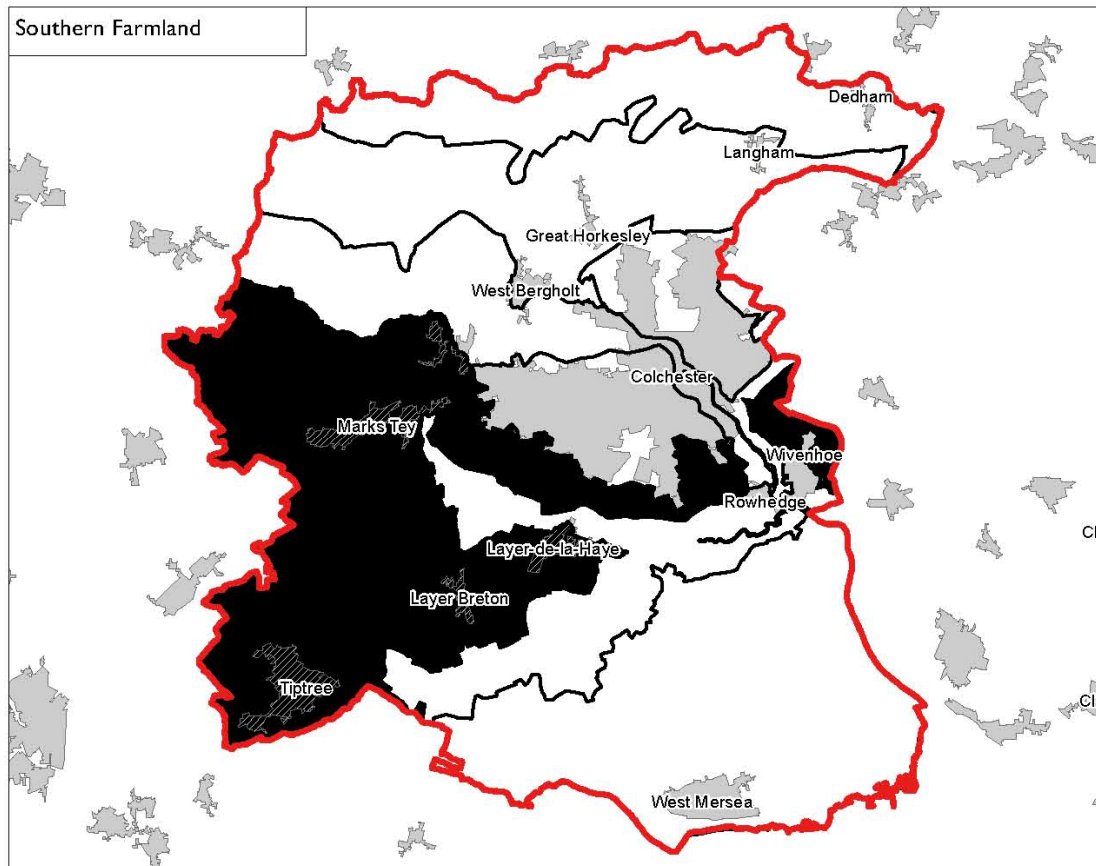 Southern Farmland
Dedham
Langham
Great Horkesley
West Bergholt
Colchester
Marks Tey
Wivenhoe
Rowhedge
Layer-de-la-Haye
Layer Breton
Tiptree
West Mersea